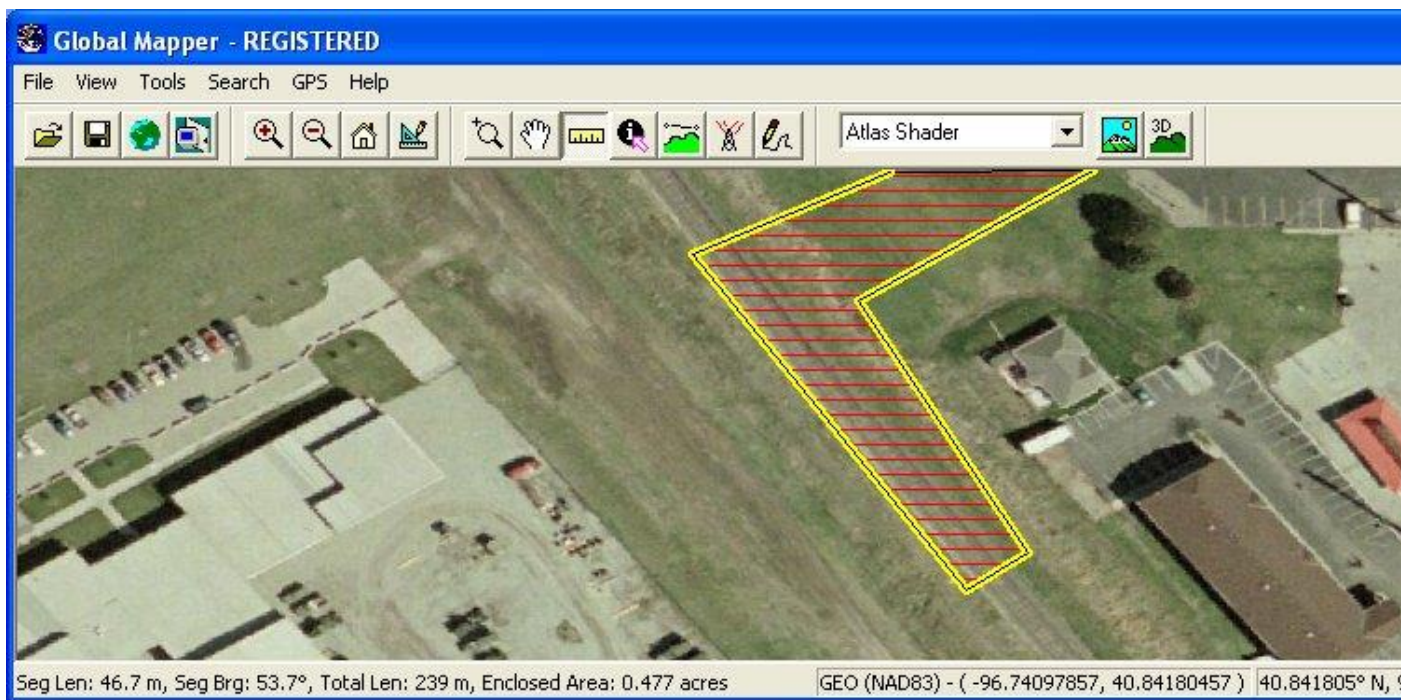 Global Mapper - REGISTERED
File View Tools Search GPS Help
Atlas Shader
3D
Seg Len: 46.7 m, Seg Brg: 53.7°, Total Len: 239 m, Enclosed Area: 0.477 acres GEO (NAD83) - ( -96.74097857, 40.84180457 ) 40.841805° N,